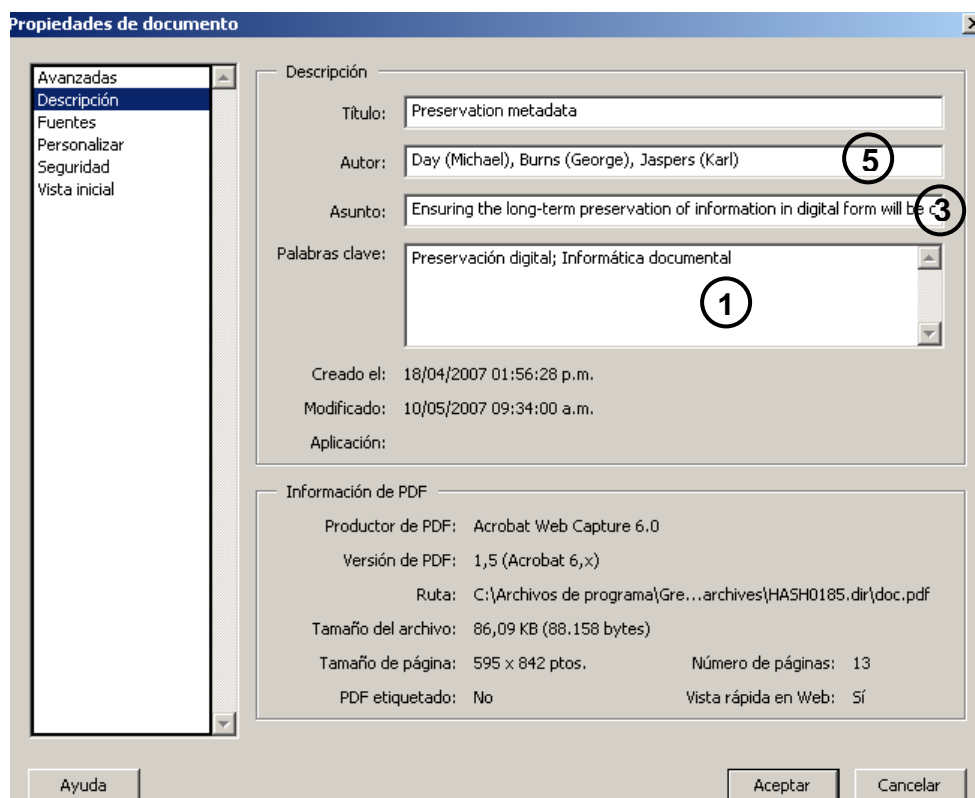 Propiedades de documento
Avanzadas
Descripción
Fuentes
Personalizar
Seguridad
Vista inicial
Descripción
Título: Preservation metadata
Autor: Day (Michael), Burns (George), Jaspers (Karl) 5
Asunto: Ensuring the long-term preservation of information in digital form will be c 3
Palabras clave: Preservación digital; Informática documental
1
Creado el: 18/04/2007 01:56:28 p.m.
Modificado: 10/05/2007 09:34:00 a.m.
Aplicación:
Información de PDF
Productor de PDF: Acrobat Web Capture 6.0
Versión de PDF: 1,5 (Acrobat 6,x)
Ruta: C:\Archivos de programa\Gre...archives\HASH0185.dir\doc.pdf
Tamaño del archivo: 86,09 KB (88.158 bytes)
Tamaño de página: 595 x 842 ptos. Número de páginas: 13
PDF etiquetado: No Vista rápida en Web: Sí
Ayuda Aceptar Cancelar